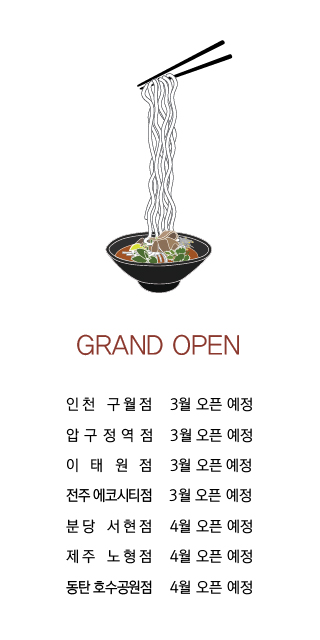 GRAND OPEN
인천 구월점 3월 오픈 예정
압구정역점 3월 오픈 예정
이태원점 3월 오픈 예정
전주 에코시티점 3월 오픈 예정
분당 서현점 4월 오픈 예정
제주 노형점 4월 오픈 예정
동탄 호수공원점 4월 오픈 예정